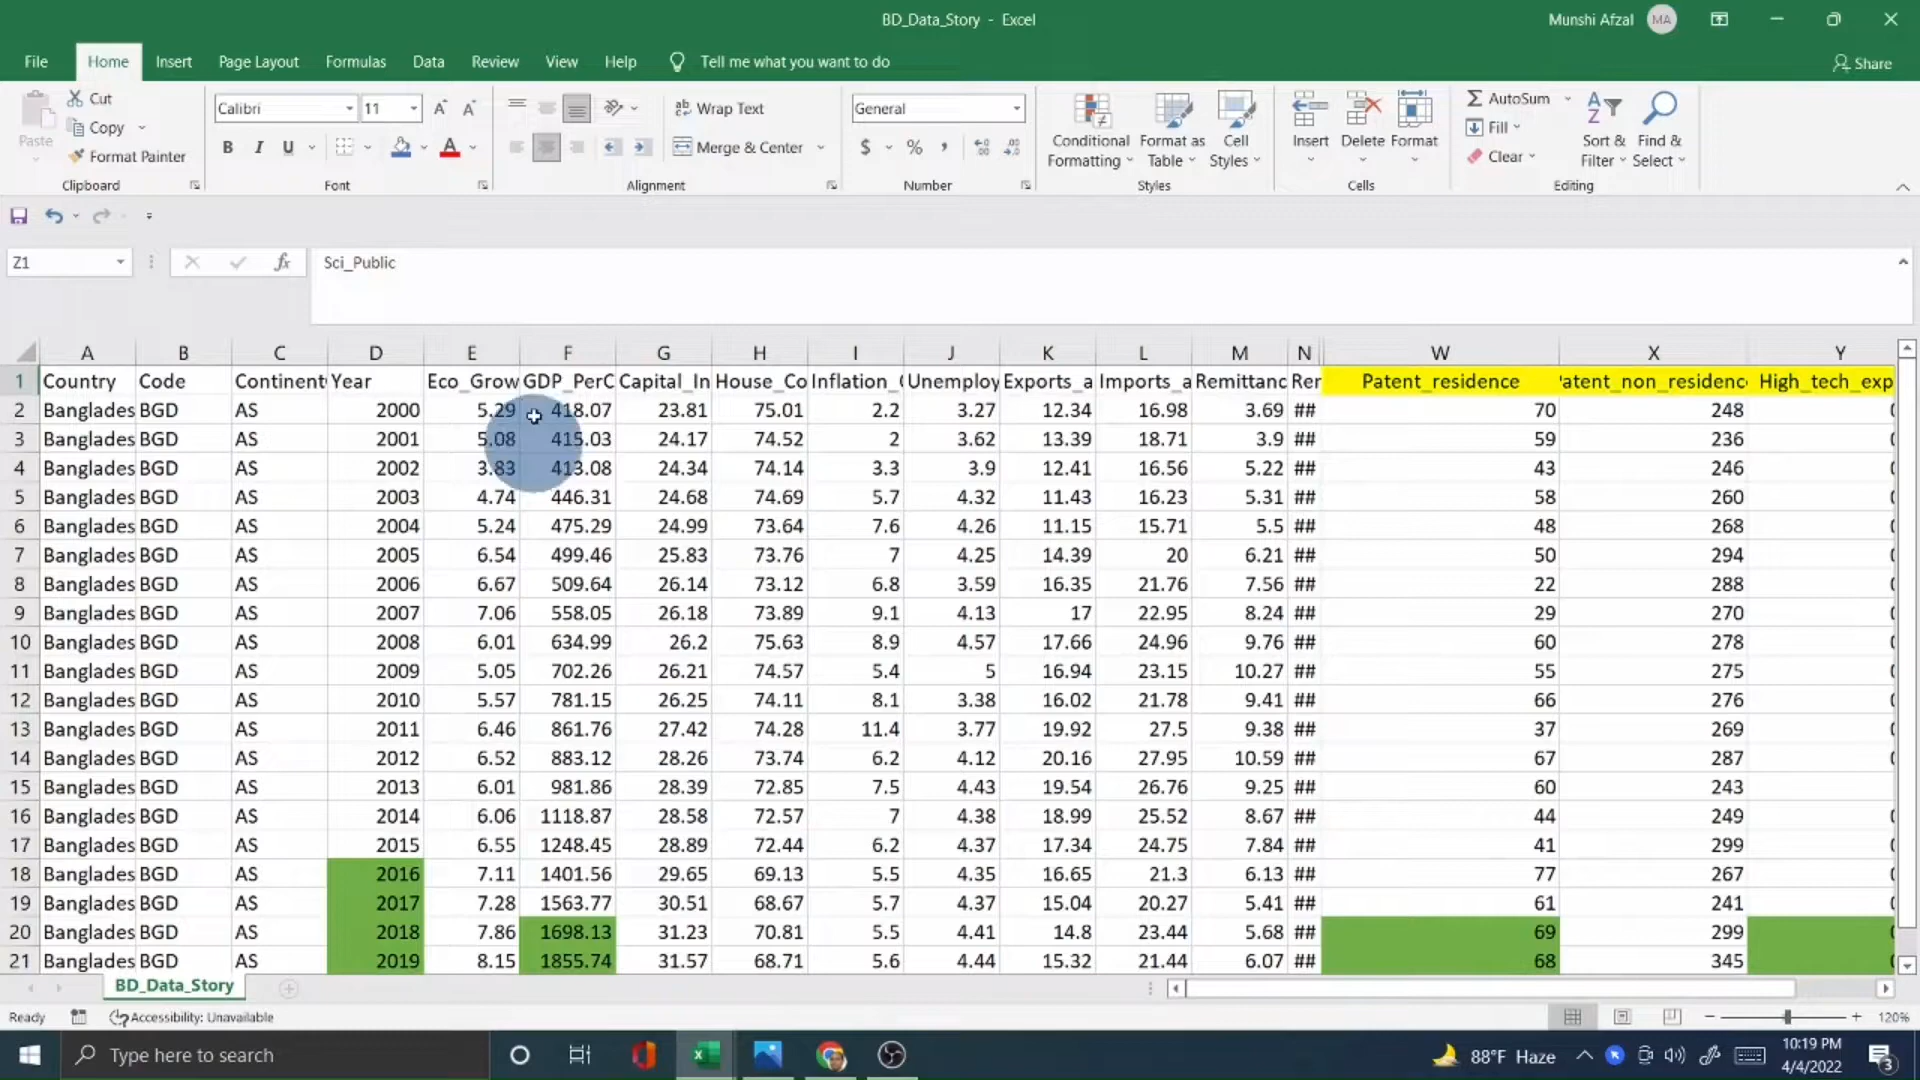 BD_Data_Story - Excel
Munshi Afzal MA
File Home Insert Page Layout Formulas Data Review View Help Tell me what you want to do Share
Paste Cut Copy Format Painter
Calibri 11
B I U A
Wrap Text
Merge & Center
General
$ % ,
Conditional Formatting Format as Table Cell Styles
Insert Delete Format
AutoSum Fill Clear
Sort & Filter Find & Select
Clipboard Font Alignment Number Styles Cells Editing
Z1 fx Sci_Public
A B C D E F G H I J K L M N W X Y
1 Country Code Continent Year Eco_Grow GDP_PerC Capital_In House_Co Inflation_ Unemploy Exports_a Imports_a Remittanc Rer Patent_residence Patent_non_residence High_tech_exp
2 Banglades BGD AS 2000 5.29 418.07 23.81 75.01 2.2 3.27 12.34 16.98 3.69 ## 70 248
3 Banglades BGD AS 2001 5.08 415.03 24.17 74.52 2 3.62 13.39 18.71 3.9 ## 59 236
4 Banglades BGD AS 2002 3.83 413.08 24.34 74.14 3.3 3.9 12.41 16.56 5.22 ## 43 246
5 Banglades BGD AS 2003 4.74 446.31 24.68 74.69 5.7 4.32 11.43 16.23 5.31 ## 58 260
6 Banglades BGD AS 2004 5.24 475.29 24.99 73.64 7.6 4.26 11.15 15.71 5.5 ## 48 268
7 Banglades BGD AS 2005 6.54 499.46 25.83 73.76 7 4.25 14.39 20 6.21 ## 50 294
8 Banglades BGD AS 2006 6.67 509.64 26.14 73.12 6.8 3.59 16.35 21.76 7.56 ## 22 288
9 Banglades BGD AS 2007 7.06 558.05 26.18 73.89 9.1 4.13 17 22.95 8.24 ## 29 270
10 Banglades BGD AS 2008 6.01 634.99 26.2 75.63 8.9 4.57 17.66 24.96 9.76 ## 60 278
11 Banglades BGD AS 2009 5.05 702.26 26.21 74.57 5.4 5 16.94 23.15 10.27 ## 55 275
12 Banglades BGD AS 2010 5.57 781.15 26.25 74.11 8.1 3.38 16.02 21.78 9.41 ## 66 276
13 Banglades BGD AS 2011 6.46 861.76 27.42 74.28 11.4 3.77 19.92 27.5 9.38 ## 37 269
14 Banglades BGD AS 2012 6.52 883.12 28.26 73.74 6.2 4.12 20.16 27.95 10.59 ## 67 287
15 Banglades BGD AS 2013 6.01 981.86 28.39 72.85 7.5 4.43 19.54 26.76 9.25 ## 60 243
16 Banglades BGD AS 2014 6.06 1118.87 28.58 72.57 7 4.38 18.99 25.52 8.67 ## 44 249
17 Banglades BGD AS 2015 6.55 1248.45 28.89 72.44 6.2 4.37 17.34 24.75 7.84 ## 41 299
18 Banglades BGD AS 2016 7.11 1401.56 29.65 69.13 5.5 4.35 16.65 21.3 6.13 ## 77 267
19 Banglades BGD AS 2017 7.28 1563.77 30.51 68.67 5.7 4.37 15.04 20.27 5.41 ## 61 241
20 Banglades BGD AS 2018 7.86 1698.13 31.23 70.81 5.5 4.41 14.8 23.44 5.68 ## 69 299
21 Banglades BGD AS 2019 8.15 1855.74 31.57 68.71 5.6 4.44 15.32 21.44 6.07 ## 68 345
BD_Data_Story
Ready Accessibility: Unavailable 120%
Type here to search
88°F Haze
10:19 PM
4/4/2022
3